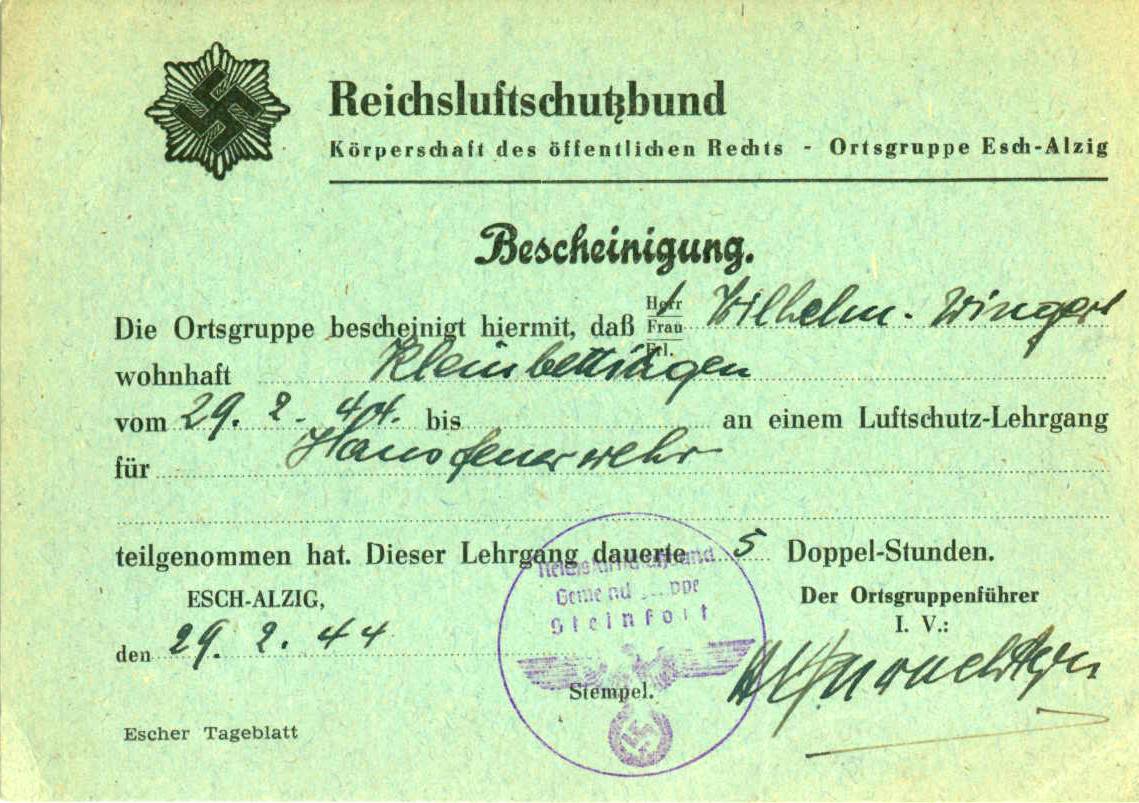 Reichsluftschutzbund
Körperschaft des öffentlichen Rechts - Ortsgruppe Esch-Alzig
Bescheinigung.
Die Ortsgruppe bescheinigt hiermit, daß Herr Frau Frl. Wilhelm. Wingert
wohnhaft Kleinbettingen
vom 29. 2. 44. bis an einem Luftschutz-Lehrgang
für Hausfeuerwehr
teilgenommen hat. Dieser Lehrgang dauerte 5 Doppel-Stunden.
ESCH-ALZIG,
Der Ortsgruppenführer
I. V.:
den 29. 2. 44
Reichsluftschutzbund
Steinfort
Stempel.
Escher Tageblatt